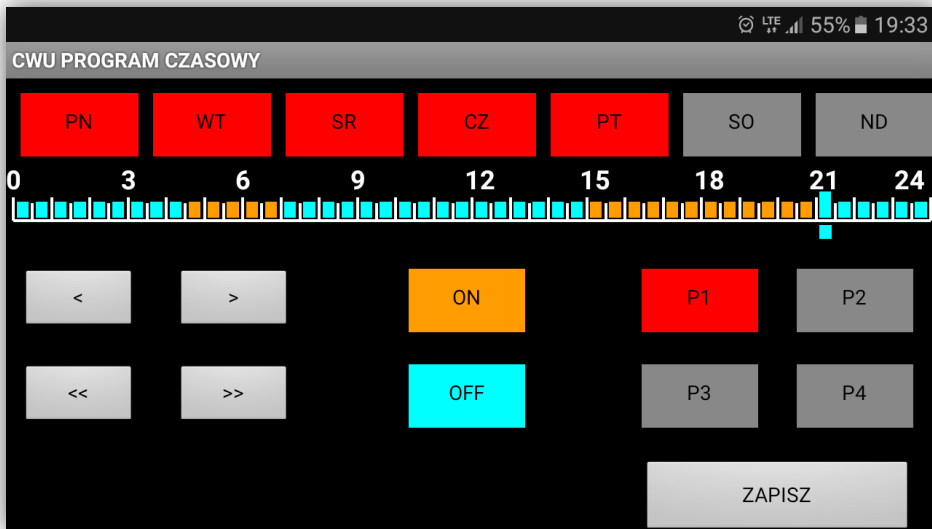 LTE 55% 19:33
CWU PROGRAM CZASOWY
PN WT SR CZ PT SO ND
0 3 6 9 12 15 18 21 24
< > ON P1 P2
<< >> OFF P3 P4
ZAPISZ